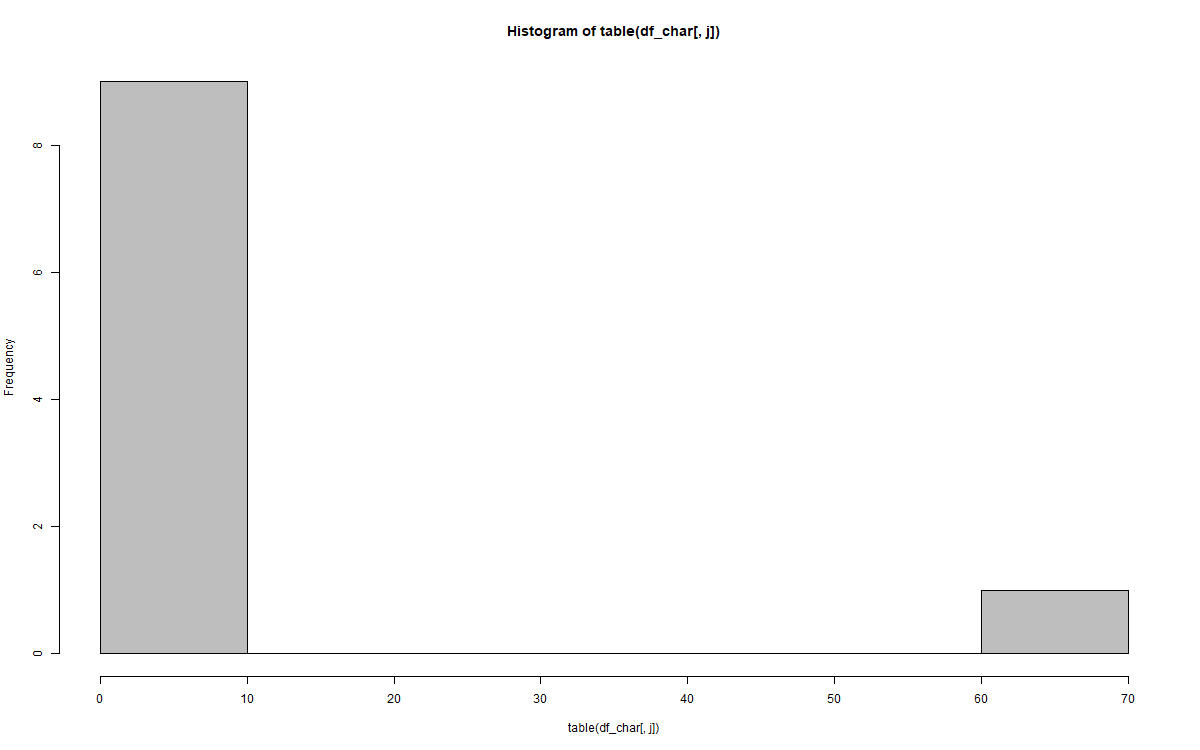 Histogram of table(df_char[, j])
Frequency
8
6
4
2
0
0 10 20 30 40 50 60 70
table(df_char[, j])